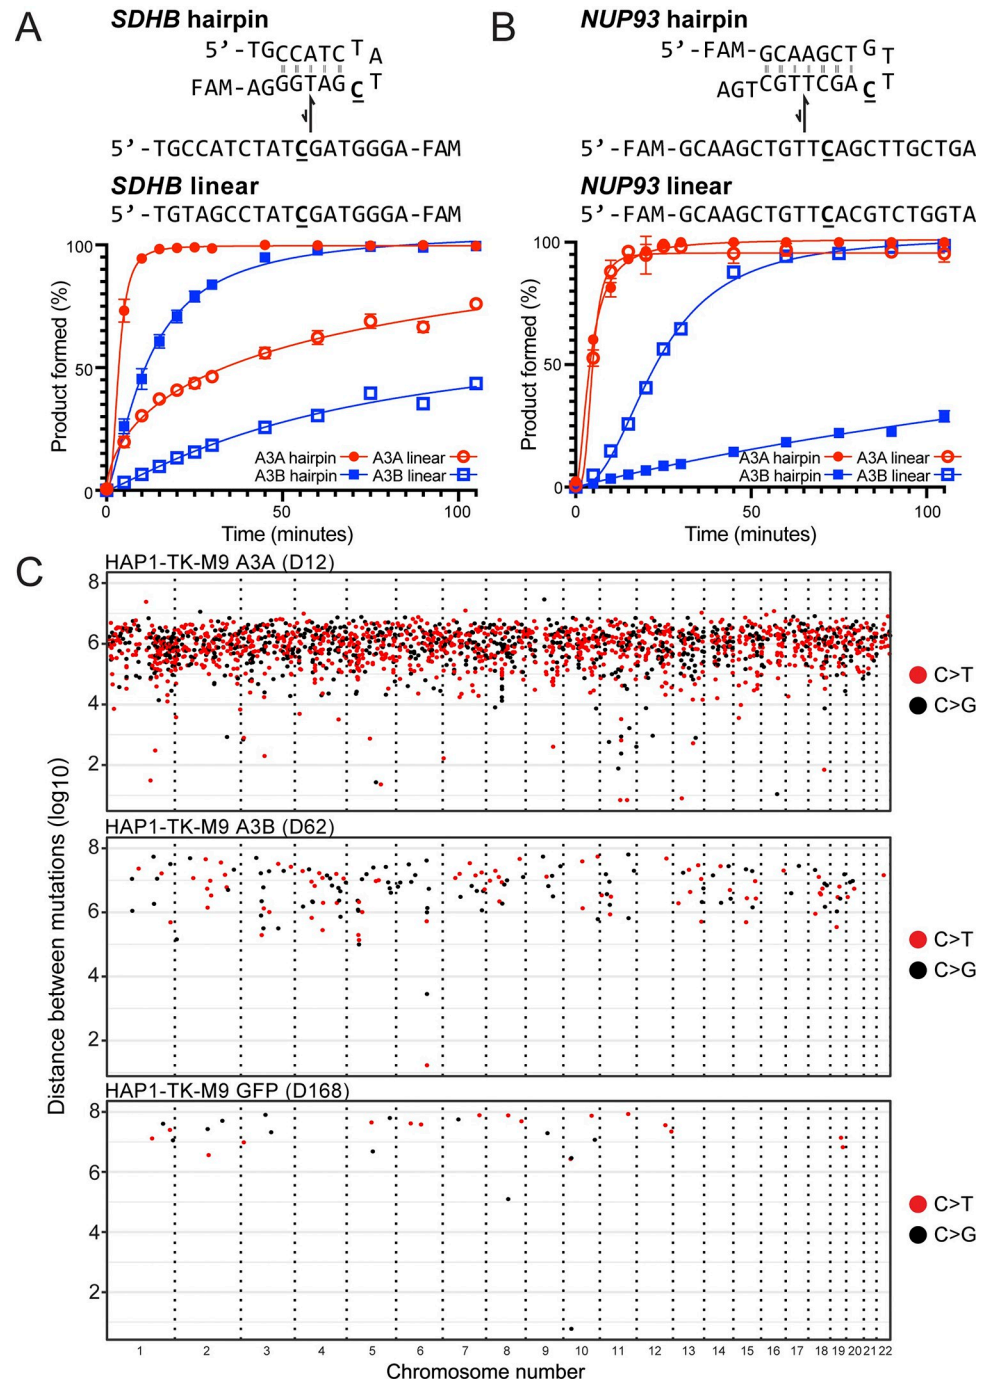 A
SDHB hairpin
5’-TGCCATCTA
FAM-AGGGTAGCT
5’-TGCCATCTATCGATGGGA-FAM
SDHB linear
5’-TGTAGCCTATCGATGGGA-FAM
Product formed (%)
100
50
0
A3A hairpin A3A linear
A3B hairpin A3B linear
0 50 100
Time (minutes)
B
NUP93 hairpin
5’-FAM-GCAAGCTGT
AGTCGTTCGACT
5’-FAM-GCAAGCTGTTCAGCTTGCTGA
NUP93 linear
5’-FAM-GCAAGCTGTTCACGTCTGGTA
Product formed (%)
100
50
0
A3A hairpin A3A linear
A3B hairpin A3B linear
0 50 100
Time (minutes)
C
Distance between mutations (log10)
HAP1-TK-M9 A3A (D12)
8
6
4
2
C>T
C>G
HAP1-TK-M9 A3B (D62)
8
6
4
2
C>T
C>G
HAP1-TK-M9 GFP (D168)
8
6
4
2
C>T
C>G
1 2 3 4 5 6 7 8 9 10 11 12 13 14 15 16 17 18 19 20 21 22
Chromosome number